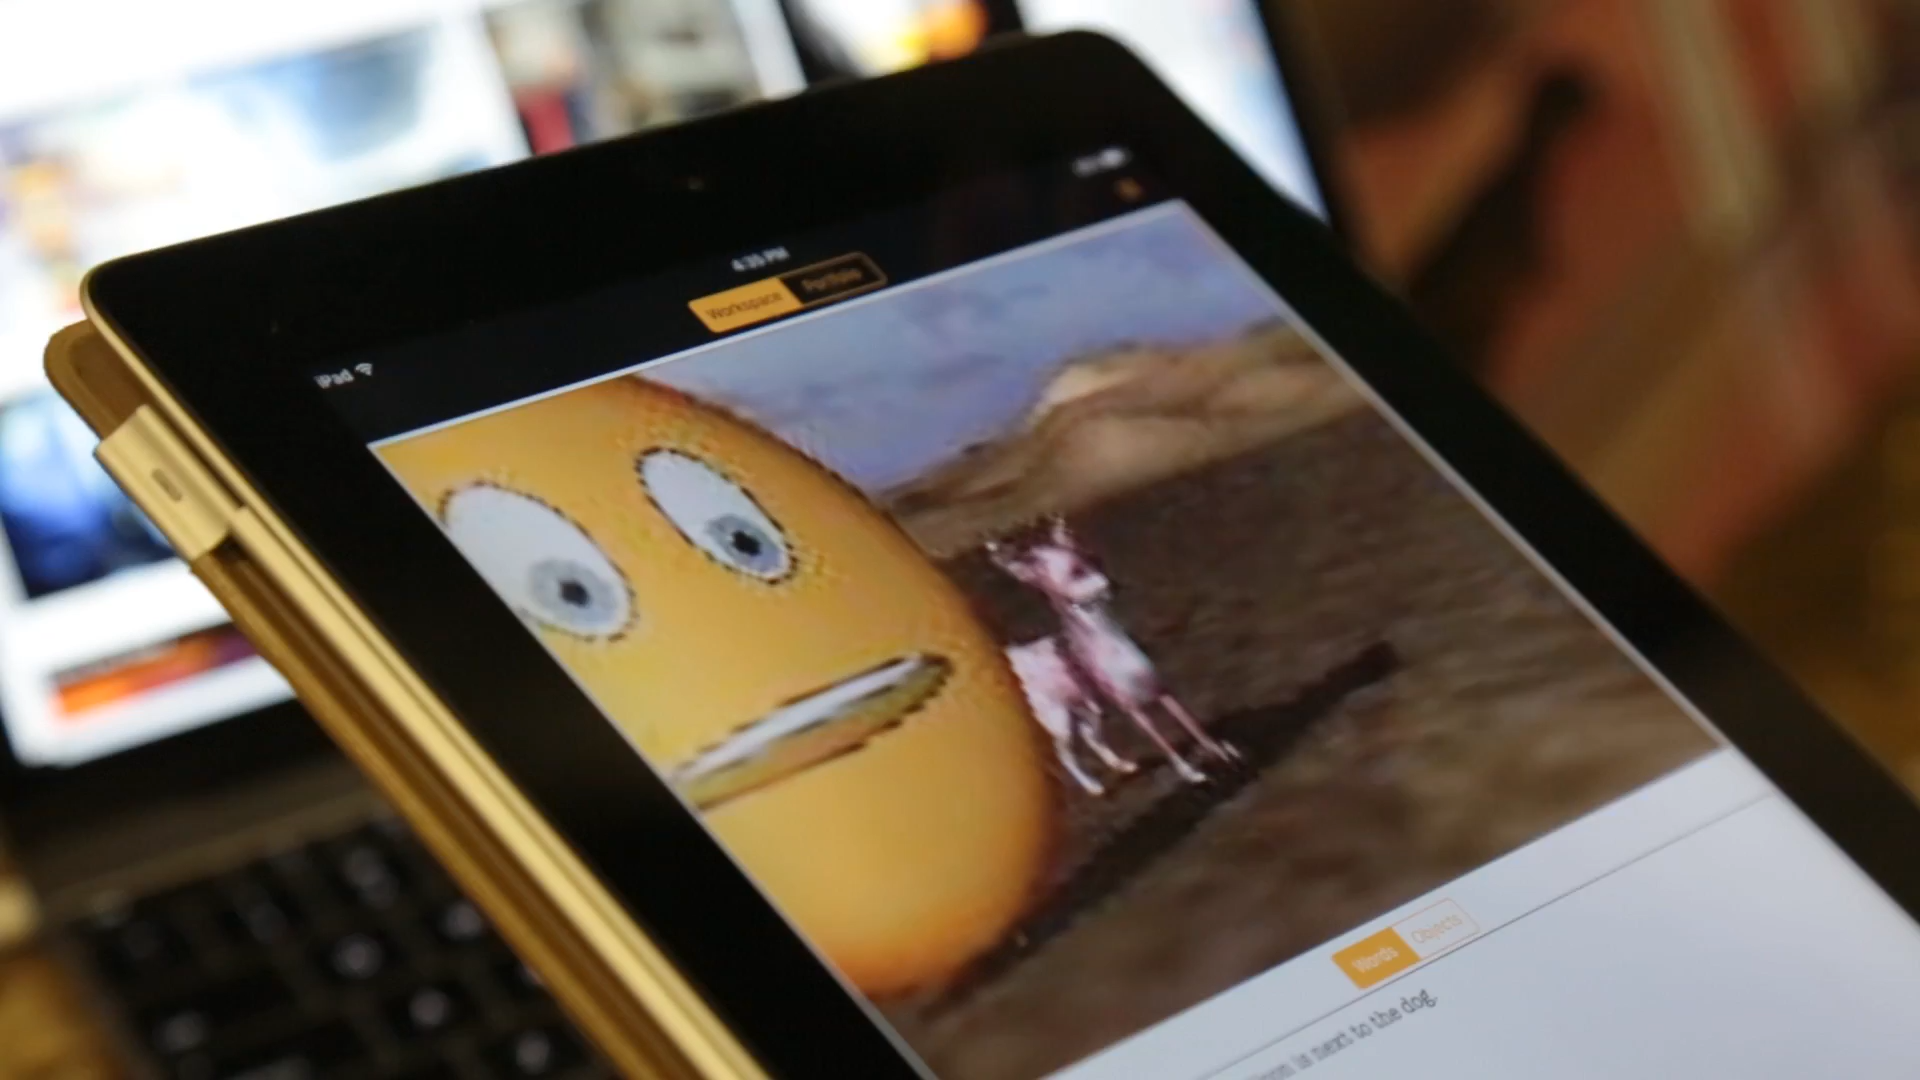 4:35 PM
iPad
Workspace Portfolio
Words Objects
is next to the dog.